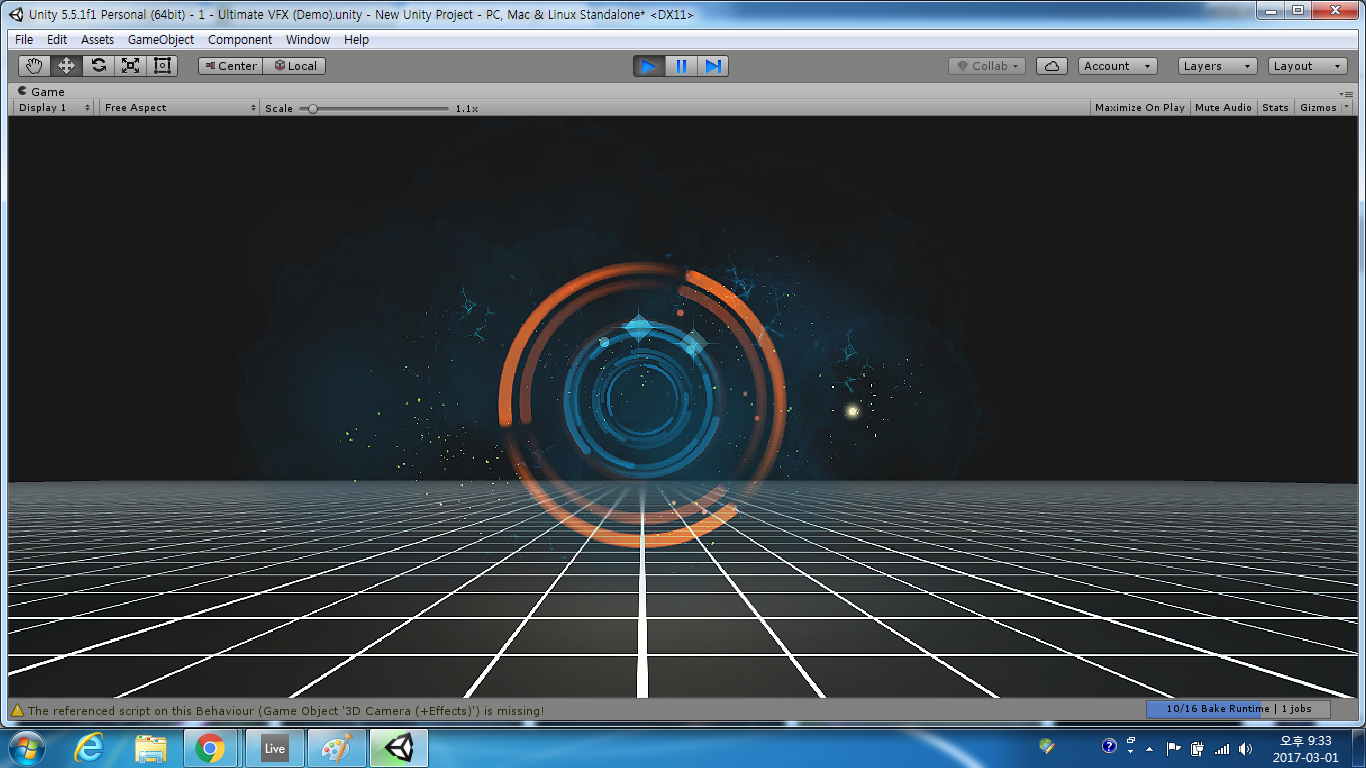 Unity 5.5.1f1 Personal (64bit) - 1 - Ultimate VFX (Demo).unity - New Unity Project - PC, Mac & Linux Standalone* <DX11>
File Edit Assets GameObject Component Window Help
Center Local Collab Account Layers Layout
Game
Display 1 Free Aspect Scale 1.1x Maximize On Play Mute Audio Stats Gizmos
The referenced script on this Behaviour (Game Object '3D Camera (+Effects)') is missing! 10/16 Bake Runtime | 1 jobs
Live
오후 9:33
2017-03-01